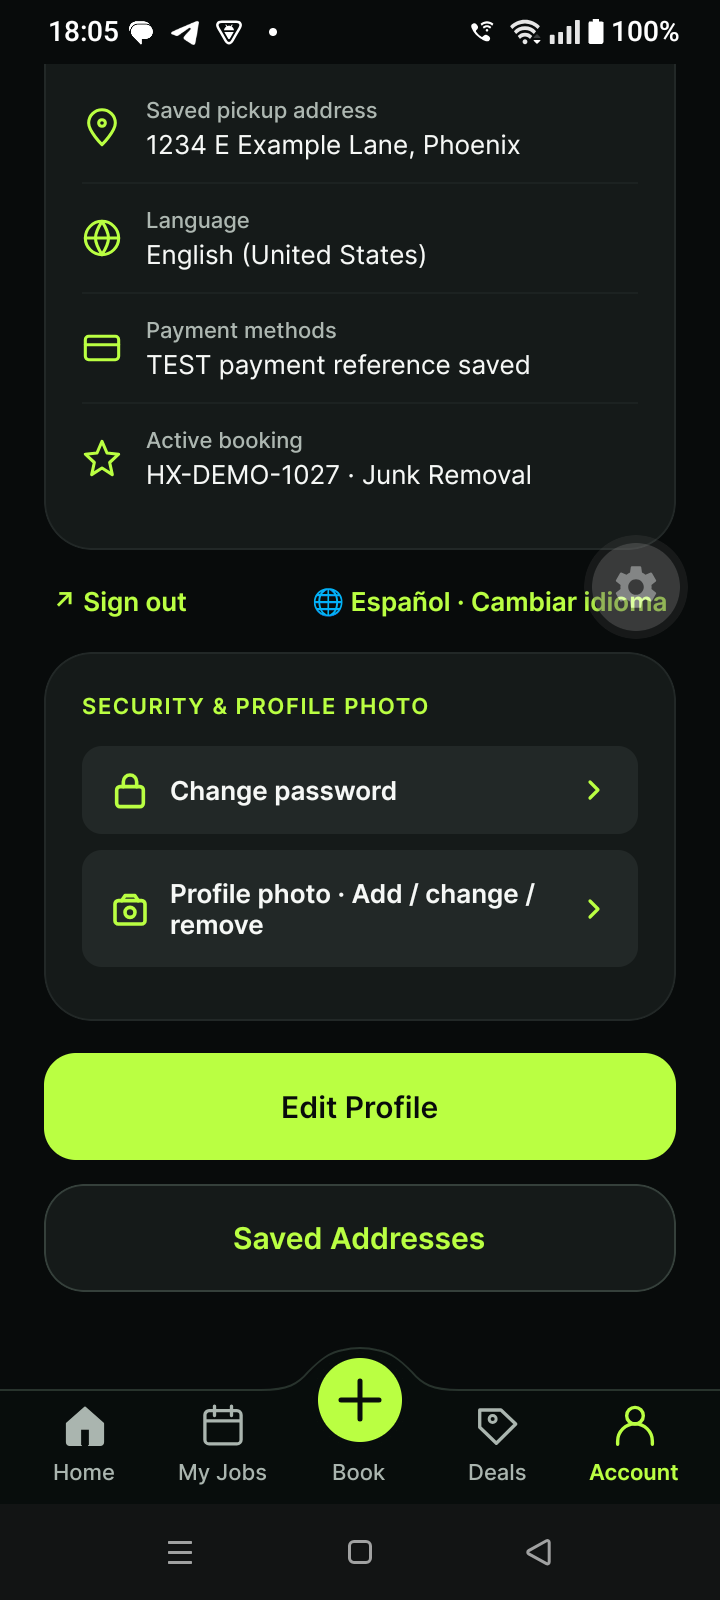 18:05
100%
Saved pickup address
1234 E Example Lane, Phoenix
Language
English (United States)
Payment methods
TEST payment reference saved
Active booking
HX-DEMO-1027 · Junk Removal
↗ Sign out
🌐 Español · Cambiar idioma
SECURITY & PROFILE PHOTO
Change password
Profile photo · Add / change /
remove
Edit Profile
Saved Addresses
Home
My Jobs
Book
Deals
Account